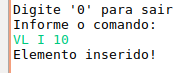 Digite '0' para sair
Informe o comando:
VL I 10
Elemento inserido!